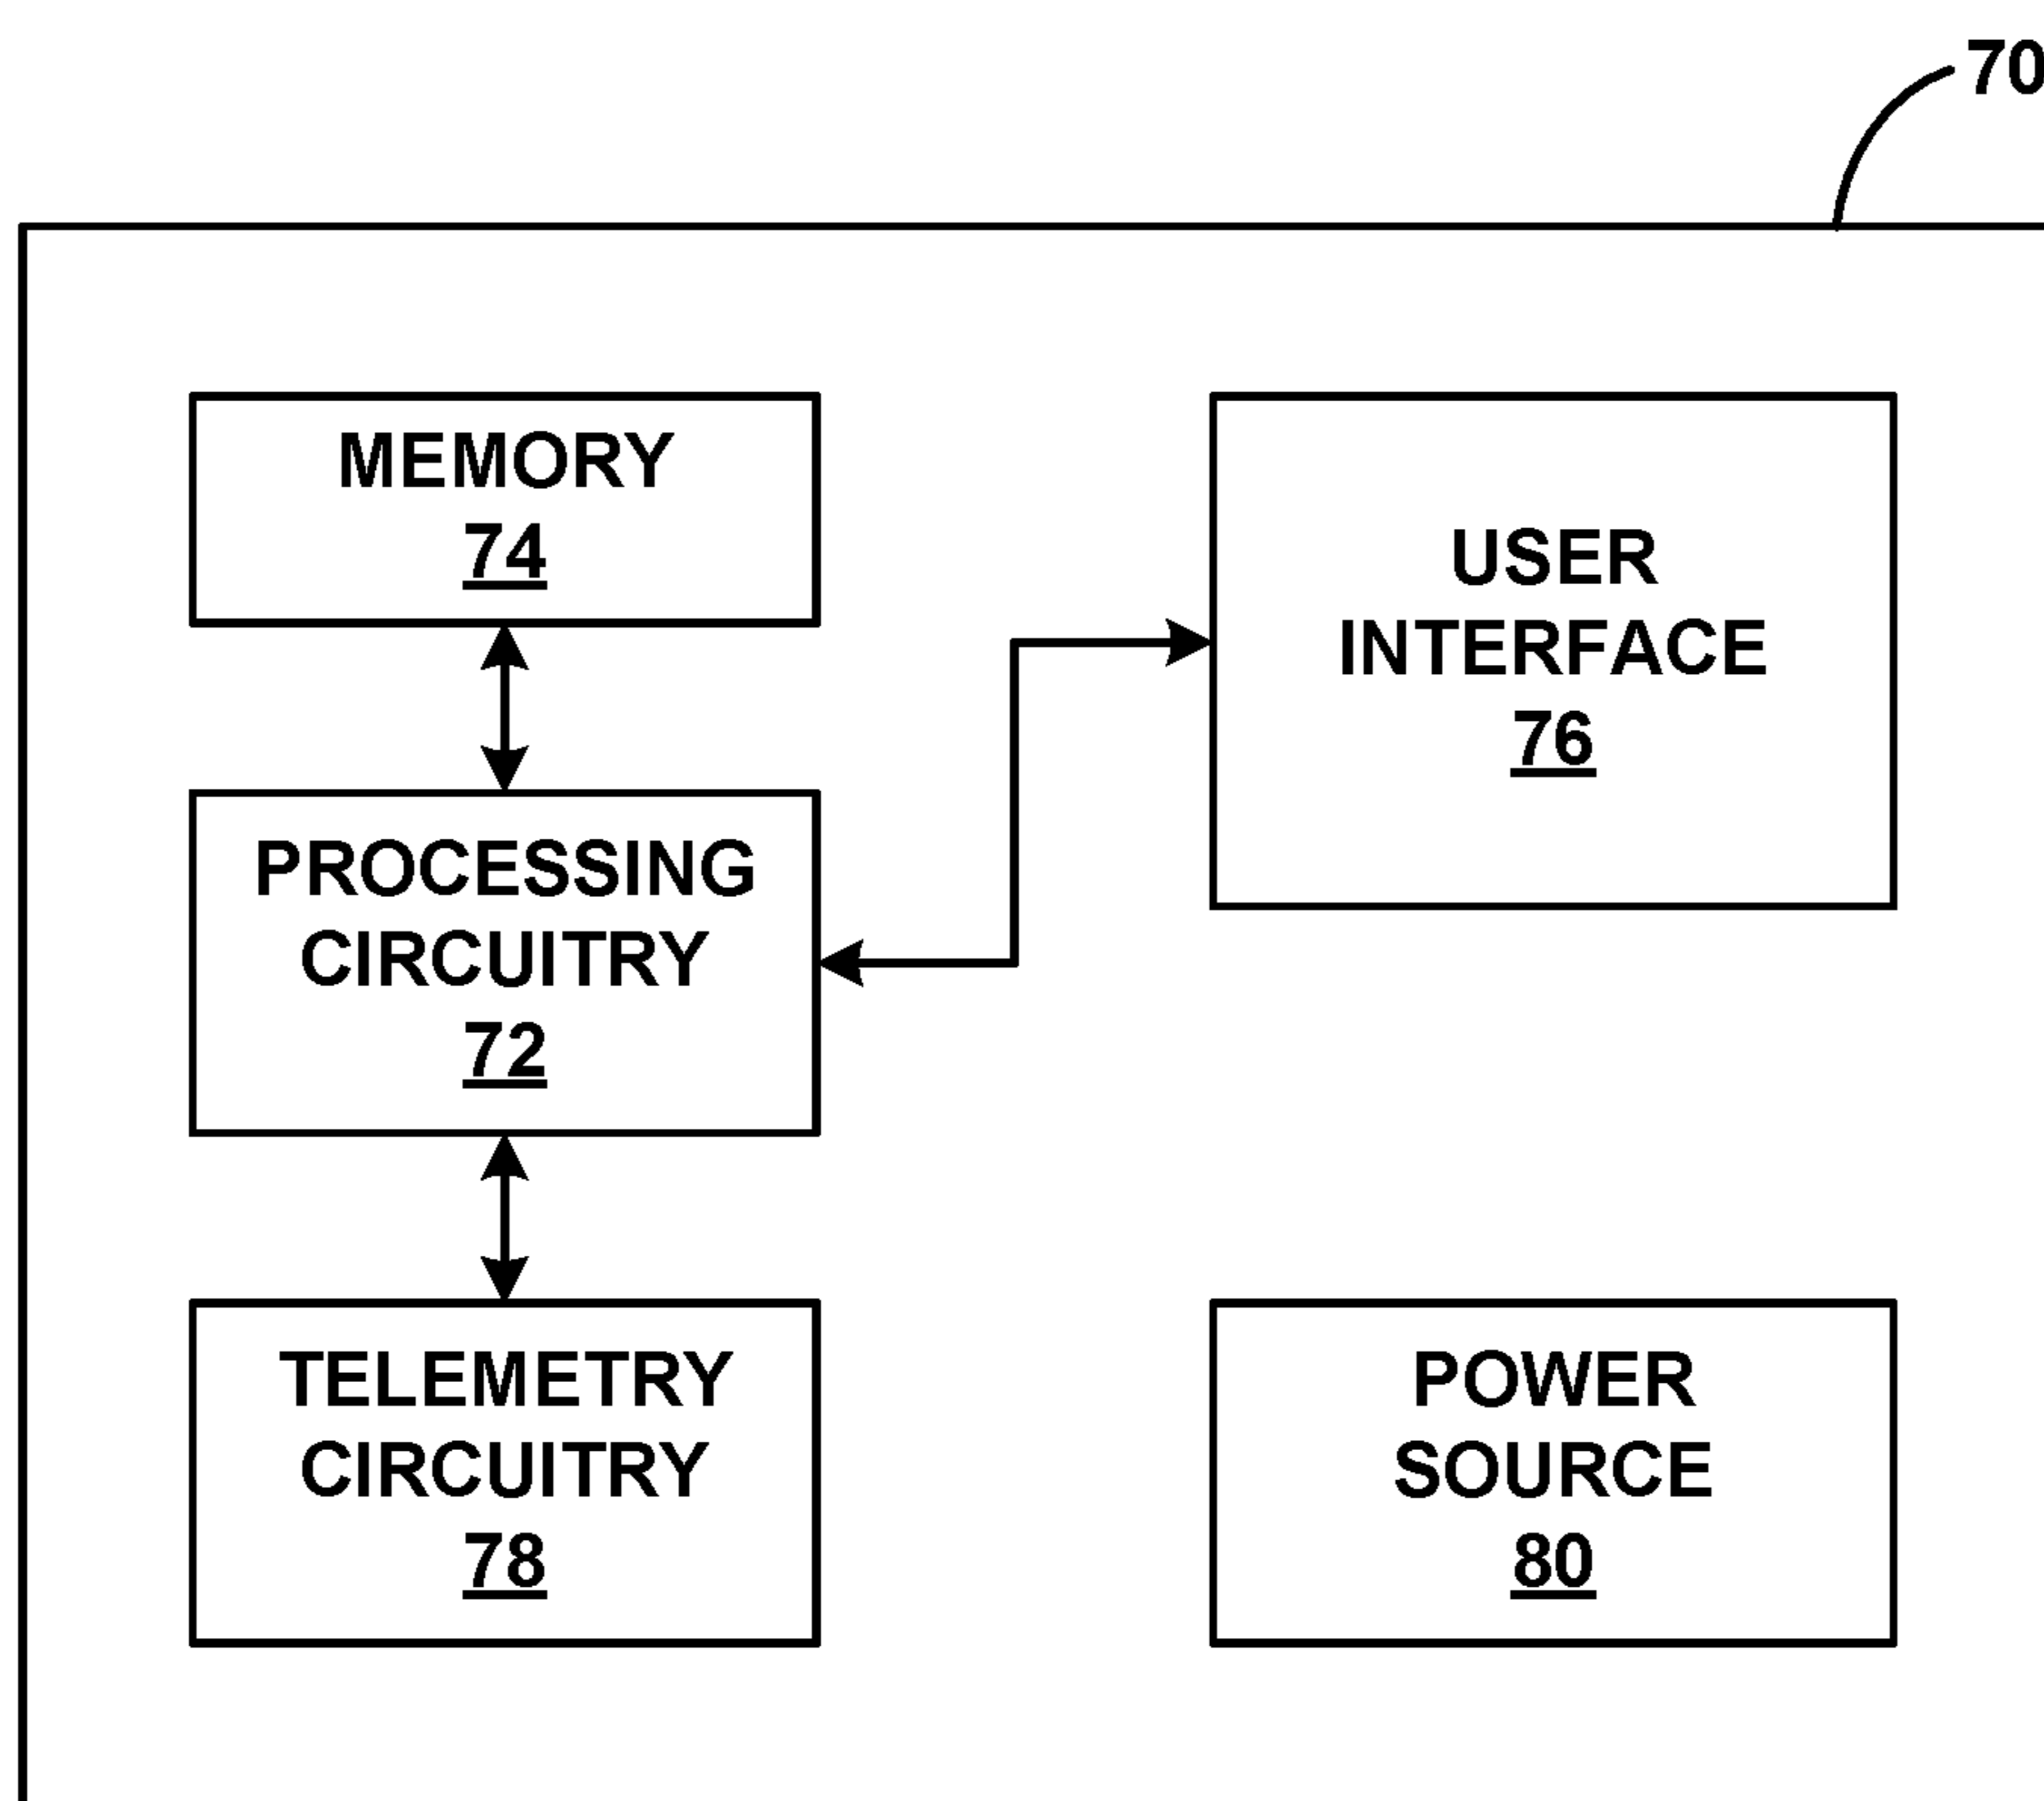 70
MEMORY
74
USER
INTERFACE
76
PROCESSING
CIRCUITRY
72
TELEMETRY
CIRCUITRY
78
POWER
SOURCE
80